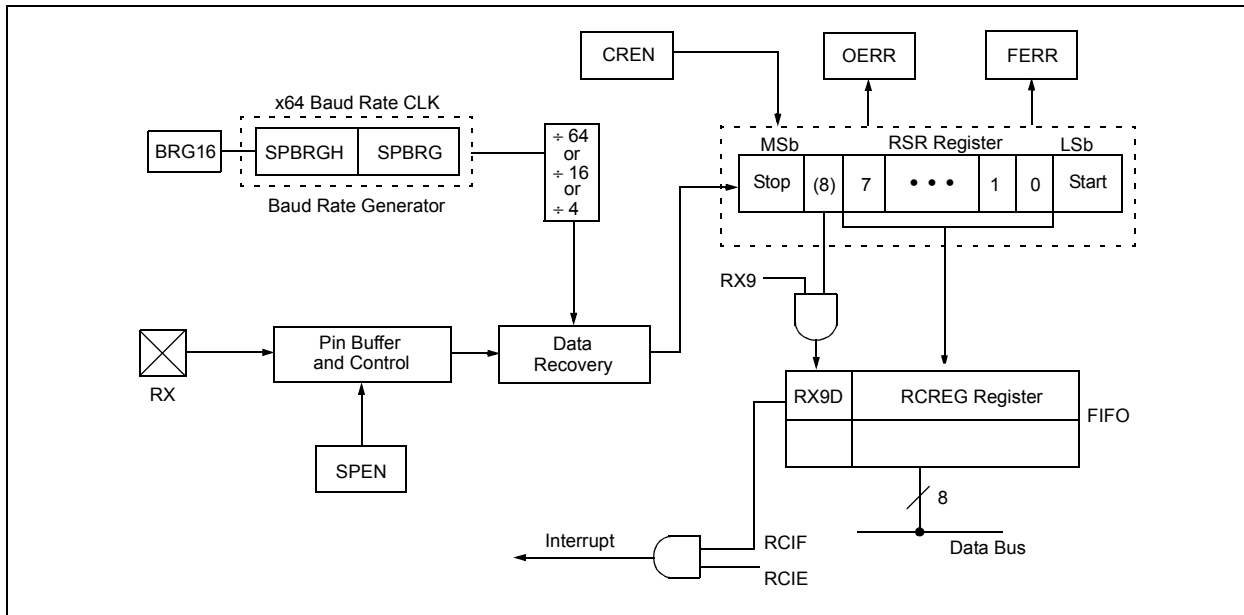 CREN
OERR
FERR
x64 Baud Rate CLK
BRG16
SPBRGH
SPBRG
Baud Rate Generator
÷ 64
or
÷ 16
or
÷ 4
MSb
RSR Register
LSb
Stop
(8)
7
• • •
1
0
Start
RX9
RX
Pin Buffer
and Control
Data
Recovery
SPEN
RX9D
RCREG Register
FIFO
8
Data Bus
Interrupt
RCIF
RCIE